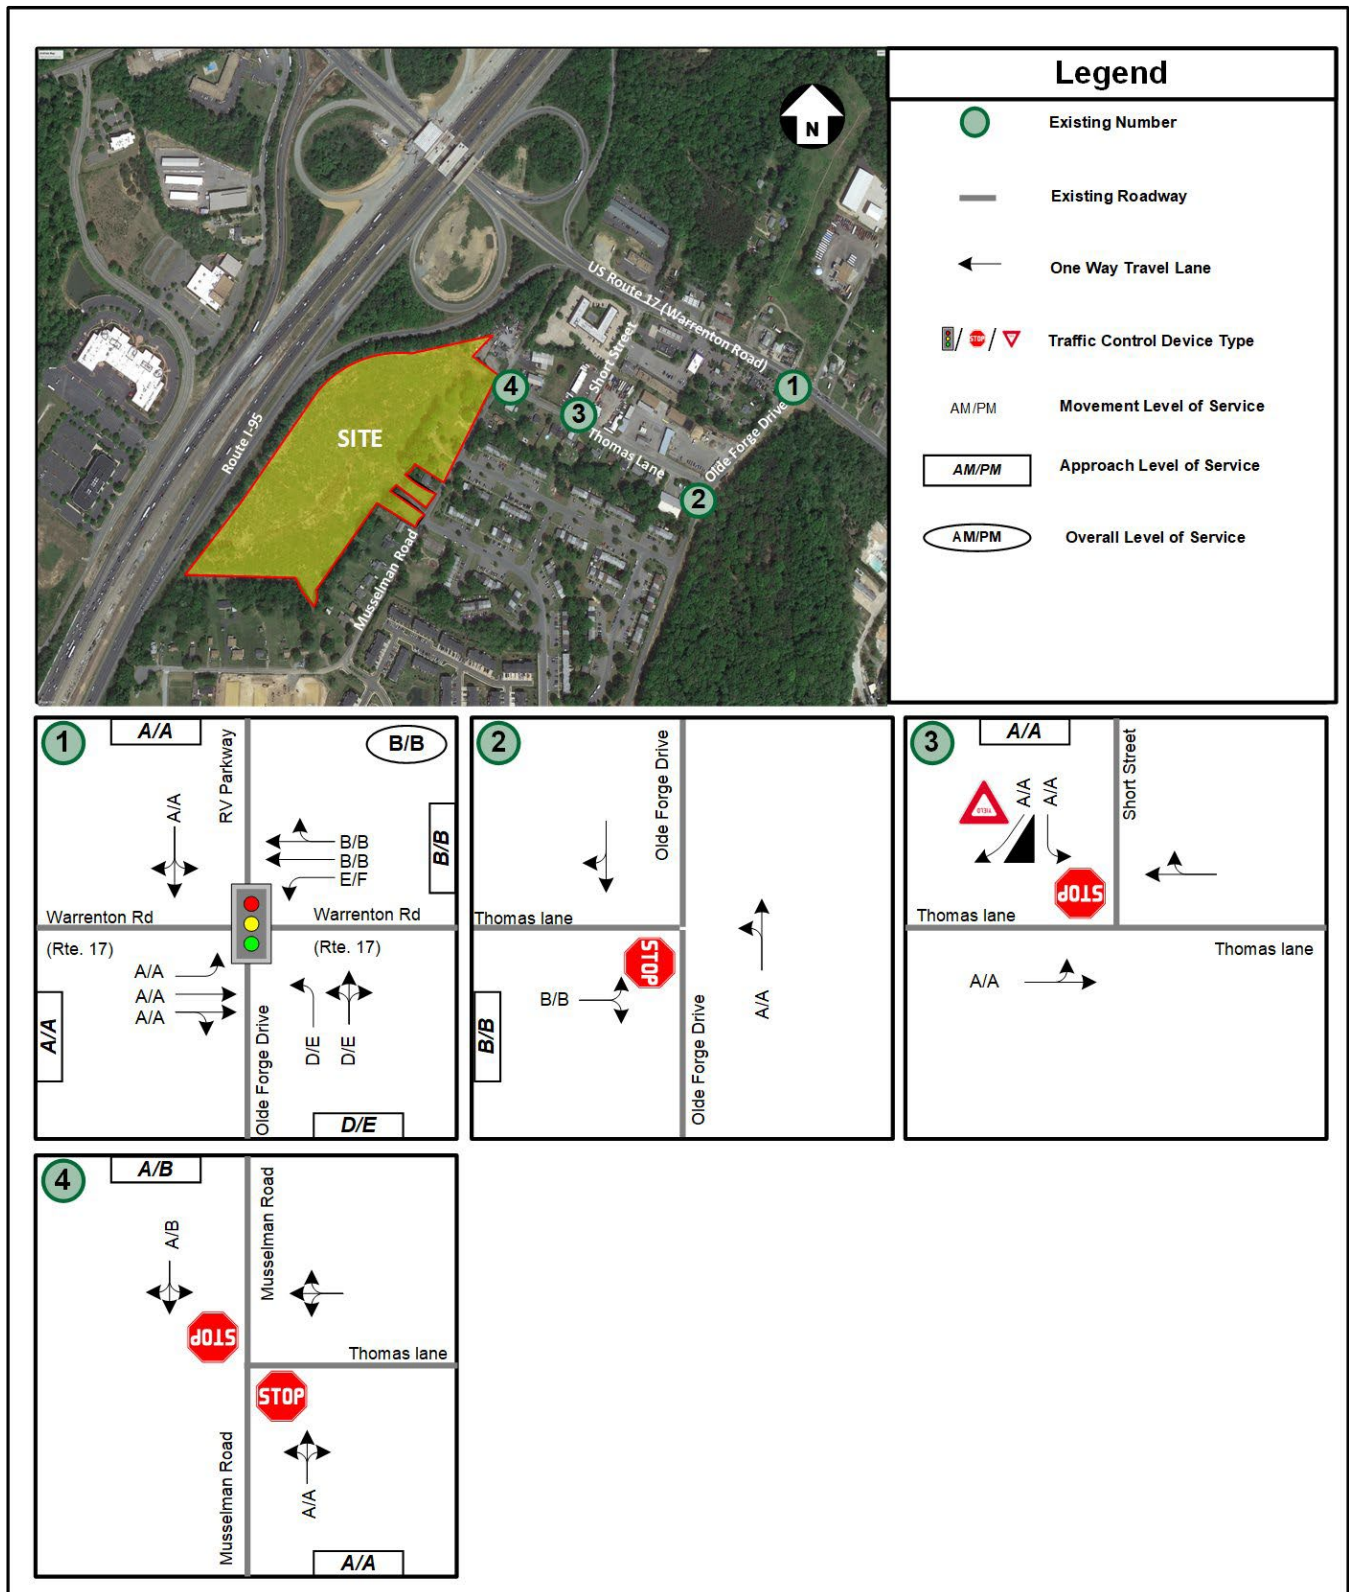 Legend
Existing Number
Existing Roadway
One Way Travel Lane
STOP
Traffic Control Device Type
AM/PM
Movement Level of Service
AM/PM
Approach Level of Service
AM/PM
Overall Level of Service
N
US Route 17 (Warrenton Road)
Short Street
Route I-95
SITE
4
3
1
Thomas Lane
Olde Forge Drive
2
Musselman Road
1
A/A
RV Parkway
B/B
A/A
B/B
B/B
E/F
B/B
Warrenton Rd
(Rte. 17)
Warrenton Rd
(Rte. 17)
A/A
A/A
A/A
A/A
Olde Forge Drive
D/E
D/E
D/E
2
Olde Forge Drive
Thomas lane
STOP
B/B
B/B
Olde Forge Drive
A/A
3
A/A
YIELD
A/A
A/A
Short Street
STOP
Thomas lane
Thomas lane
A/A
4
A/B
Musselman Road
A/B
STOP
Thomas lane
STOP
Musselman Road
A/A
A/A